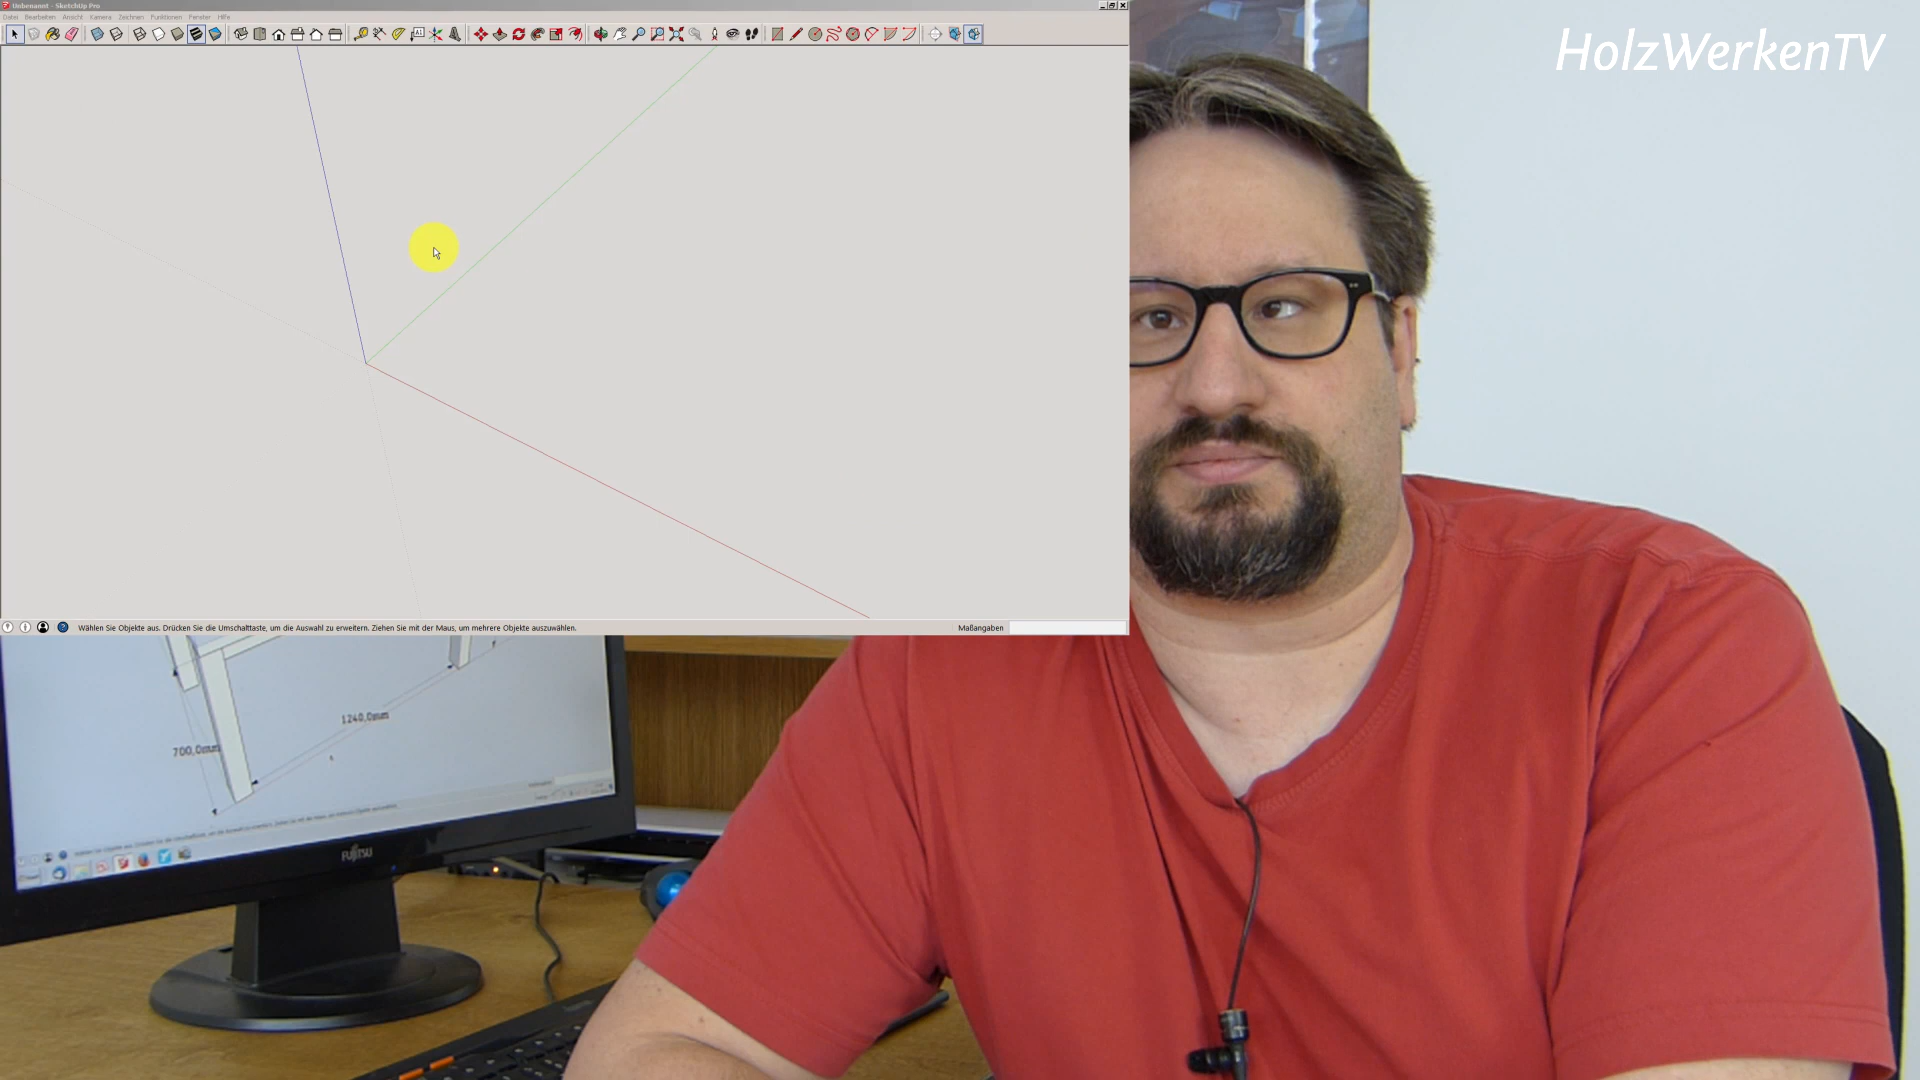 Unbenannt - SketchUp Pro
Datei Bearbeiten Ansicht Kamera Zeichnen Funktionen Fenster Hilfe
HolzWerkenTV
Wählen Sie Objekte aus. Drücken Sie die Umschalttaste, um die Auswahl zu erweitern. Ziehen Sie mit der Maus, um mehrere Objekte auszuwählen.
Maßangaben
1240,0mm
700,0mm
FUJITSU